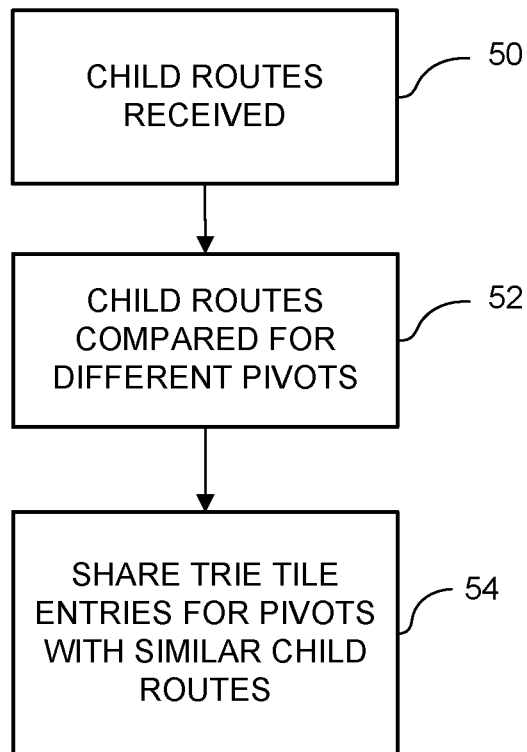 CHILD ROUTES
RECEIVED
50
CHILD ROUTES
COMPARED FOR
DIFFERENT PIVOTS
52
SHARE TRIE TILE
ENTRIES FOR PIVOTS
WITH SIMILAR CHILD
ROUTES
54